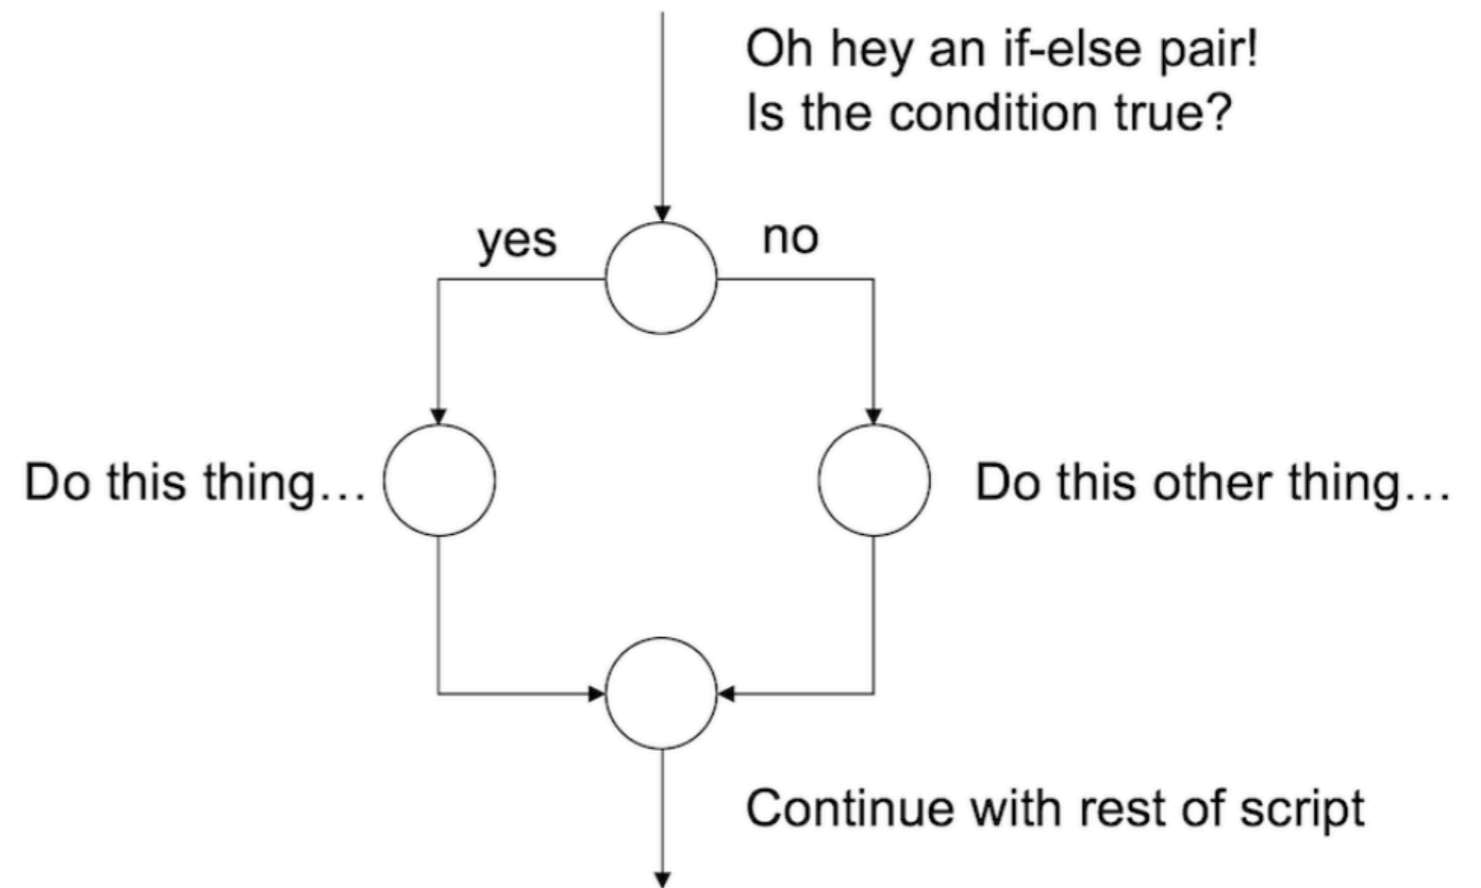 Oh hey an if-else pair!
Is the condition true?
yes
no
Do this thing…
Do this other thing…
Continue with rest of script